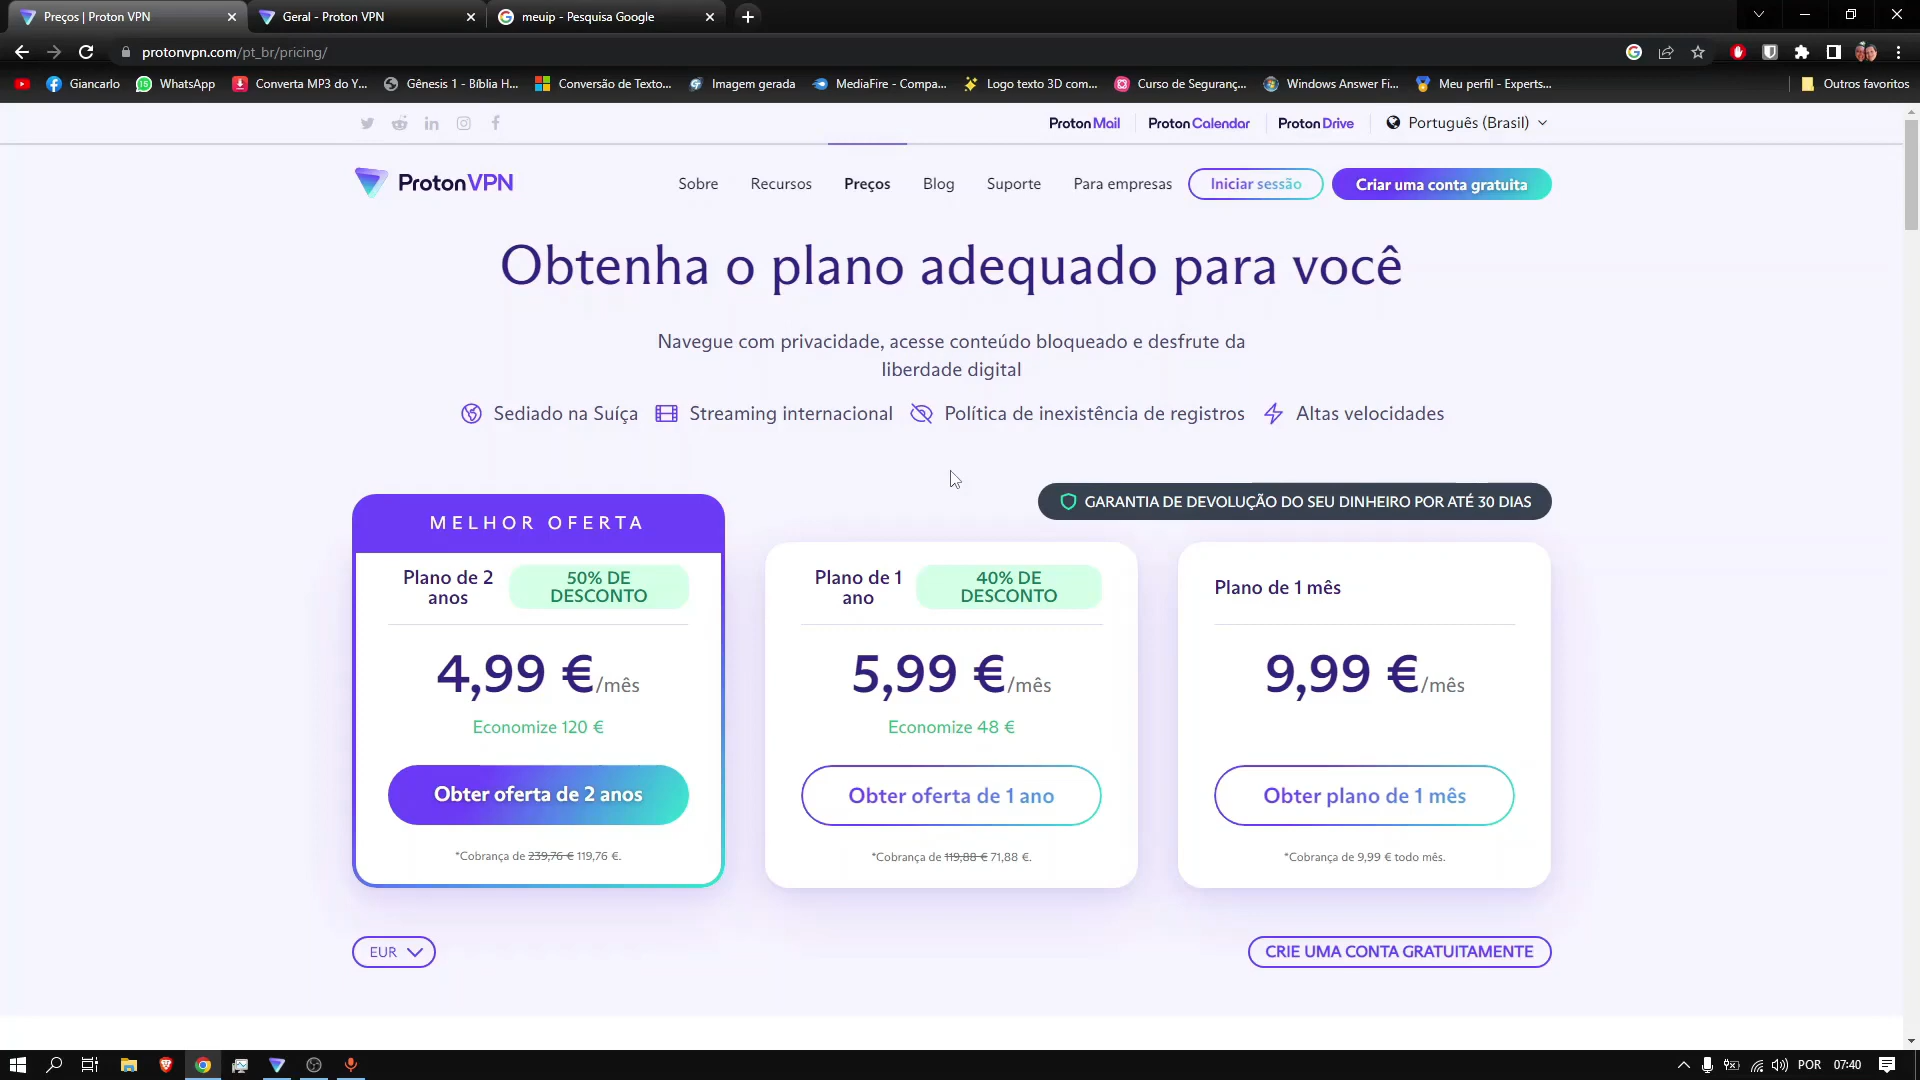 Preços | Proton VPN
Geral - Proton VPN
meuip - Pesquisa Google
protonvpn.com/pt_br/pricing/
Giancarlo
WhatsApp
Converta MP3 do Y...
Gênesis 1 - Bíblia H...
Conversão de Texto...
Imagem gerada
MediaFire - Compa...
Logo texto 3D com...
Curso de Seguranç...
Windows Answer Fi...
Meu perfil - Experts...
Outros favoritos
Proton Mail
Proton Calendar
Proton Drive
Português (Brasil)
ProtonVPN
Sobre
Recursos
Preços
Blog
Suporte
Para empresas
Iniciar sessão
Criar uma conta gratuita
Obtenha o plano adequado para você
Navegue com privacidade, acesse conteúdo bloqueado e desfrute da
liberdade digital
Sediado na Suíça
Streaming internacional
Política de inexistência de registros
Altas velocidades
GARANTIA DE DEVOLUÇÃO DO SEU DINHEIRO POR ATÉ 30 DIAS
MELHOR OFERTA
Plano de 2
anos
50% DE
DESCONTO
4,99 €/mês
Economize 120 €
Obter oferta de 2 anos
*Cobrança de 239,76 € 119,76 €.
Plano de 1
ano
40% DE
DESCONTO
5,99 €/mês
Economize 48 €
Obter oferta de 1 ano
*Cobrança de 119,88 € 71,88 €.
Plano de 1 mês
9,99 €/mês
Obter plano de 1 mês
*Cobrança de 9,99 € todo mês.
EUR
CRIE UMA CONTA GRATUITAMENTE
POR
07:40